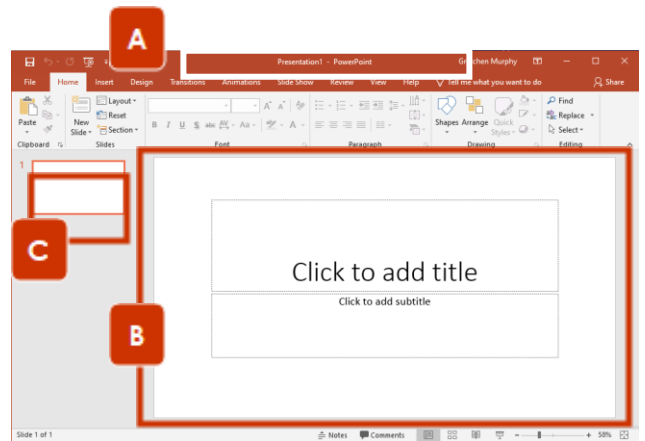 A
Presentation1 - PowerPoint
Gretchen Murphy
File Home Insert Design Transitions Animations Slide Show Review View Help Tell me what you want to do Share
Paste
New
Slide
Layout
Reset
Section
B I U S abc AV Aa A
Shapes Arrange Quick
Styles
Find
Replace
Select
Clipboard Slides Font Paragraph Drawing Editing
1
C
Click to add title
Click to add subtitle
B
Slide 1 of 1 Notes Comments 58%